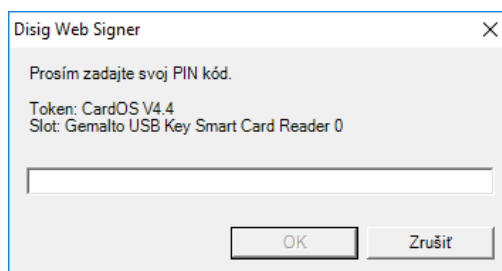 Disig Web Signer
Prosím zadajte svoj PIN kód.
Token: CardOS V4.4
Slot: Gemalto USB Key Smart Card Reader 0
OK
Zrušiť